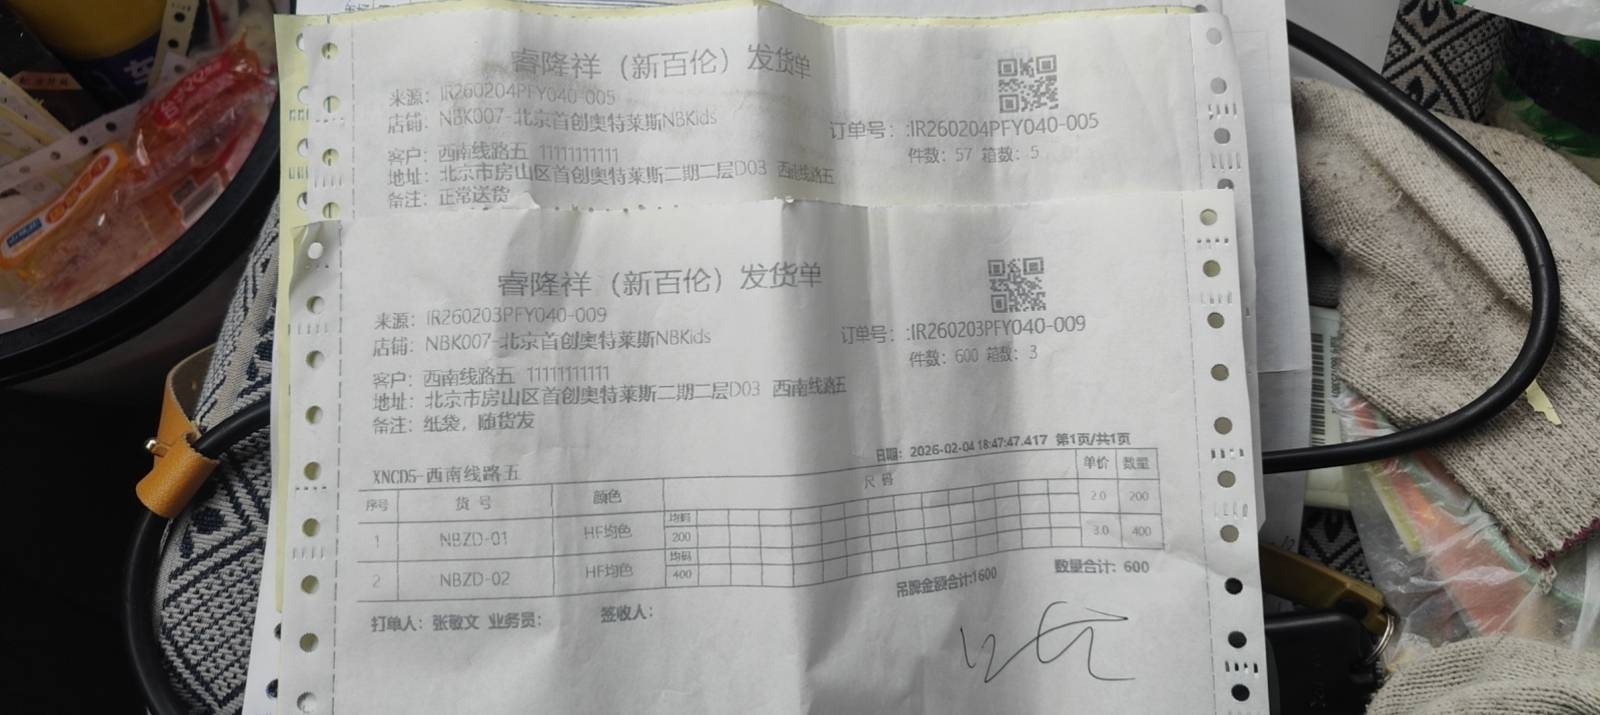 睿隆祥（新百伦）发货单
来源：IR260204PFY040-005
店铺：NBK007-北京首创奥特莱斯NBKids
订单号：:IR260204PFY040-005
件数：57 箱数：5
客户：西南线路五 11111111111
地址：北京市房山区首创奥特莱斯二期二层D03 西南线路五
备注：正常送货
睿隆祥（新百伦）发货单
来源：IR260203PFY040-009
店铺：NBK007-北京首创奥特莱斯NBKids
订单号：:IR260203PFY040-009
件数：600 箱数：3
客户：西南线路五 11111111111
地址：北京市房山区首创奥特莱斯二期二层D03 西南线路五
备注：纸袋，随货发
日期：2026-02-04 18:47:47.417 第1页/共1页
XNCD5-西南线路五
序号 货号 颜色 尺码 单价 数量
1 NBZD-01 HF均色 均码 200 2.0 200
2 NBZD-02 HF均色 均码 400 3.0 400
吊牌金额合计:1600 数量合计：600
打单人：张敬文 业务员： 签收人：